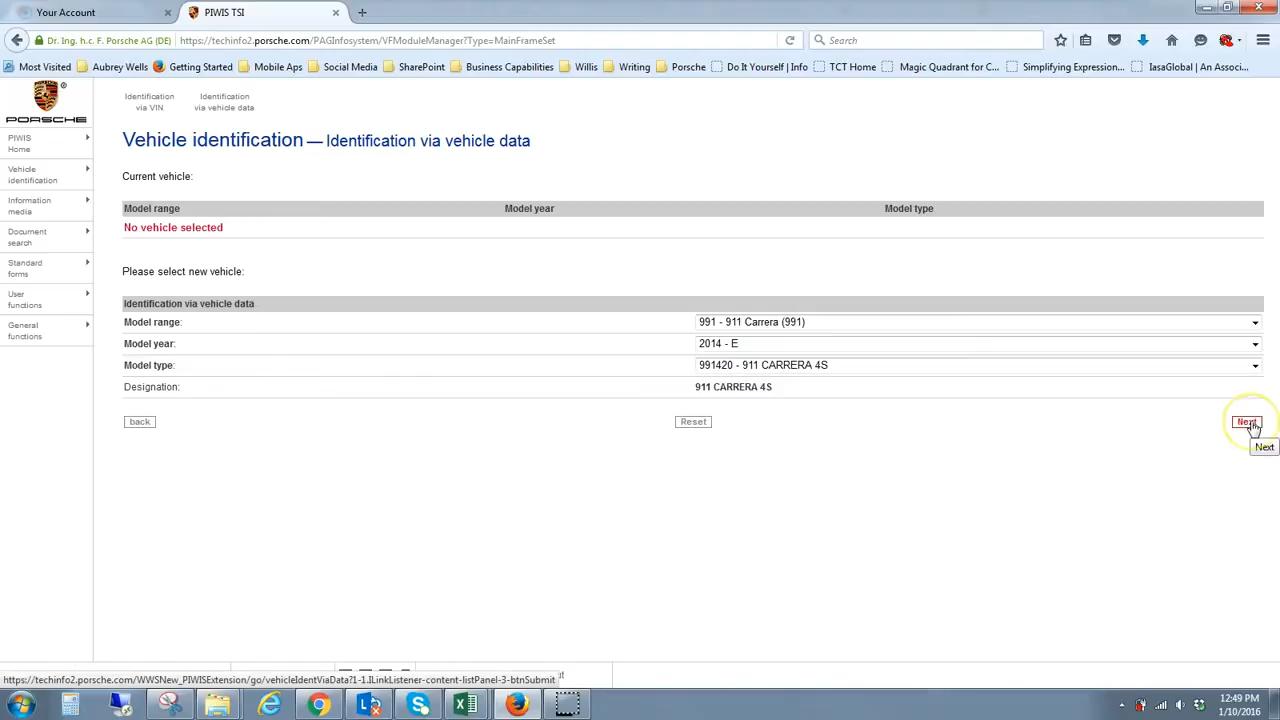 Your Account
PIWIS TSI
Dr. Ing. h.c. F. Porsche AG (DE)
https://techinfo2.porsche.com/PAGInfosystem/VFModuleManager?Type=MainFrameSet
Search
Most Visited
Aubrey Wells
Getting Started
Mobile Apps
Social Media
SharePoint
Business Capabilities
Willis
Writing
Porsche
Do It Yourself | Info
TCT Home
Magic Quadrant for C...
Simplifying Expression...
IasaGlobal | An Associ...
PORSCHE
PIWIS
Home
Vehicle
identification
Information
media
Document
search
Standard
forms
User
functions
General
functions
Identification
via VIN
Identification
via vehicle data
Vehicle identification — Identification via vehicle data
Current vehicle:
Model range Model year Model type
No vehicle selected
Please select new vehicle:
Identification via vehicle data
Model range: 991 - 911 Carrera (991)
Model year: 2014 - E
Model type: 991420 - 911 CARRERA 4S
Designation: 911 CARRERA 4S
back Reset Next
Next
https://techinfo2.porsche.com/WWSNew_PIWISExtension/go/vehicleIdentViaData?1-1.ILinkListener-content-listPanel-3-btnSubmit
12:49 PM
1/10/2016